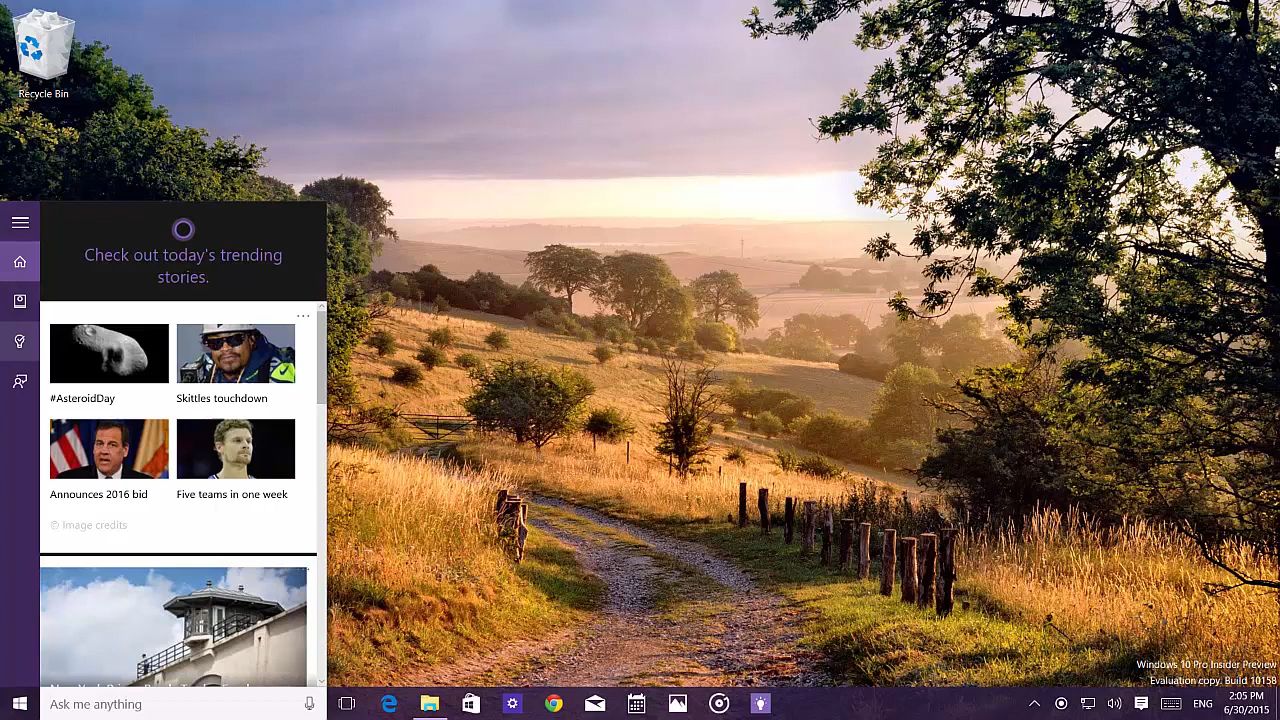 Recycle Bin
Check out today's trending
stories.
#AsteroidDay
Skittles touchdown
Announces 2016 bid
Five teams in one week
© Image credits
Ask me anything
Windows 10 Pro Insider Preview
Evaluation copy. Build 10158
ENG
2:05 PM
6/30/2015